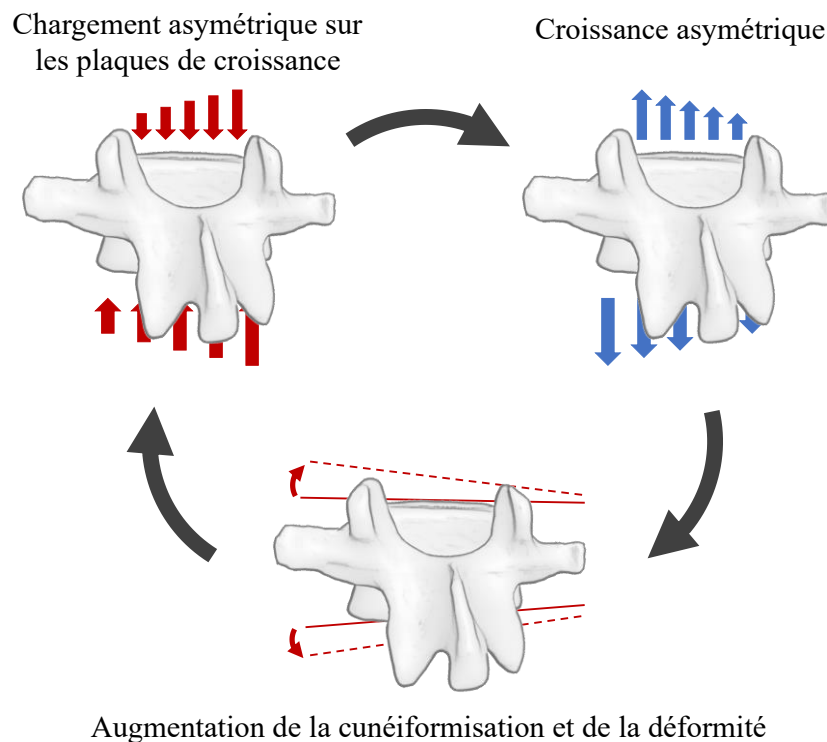 Chargement asymétrique sur
les plaques de croissance
Croissance asymétrique
Augmentation de la cunéiformisation et de la déformité